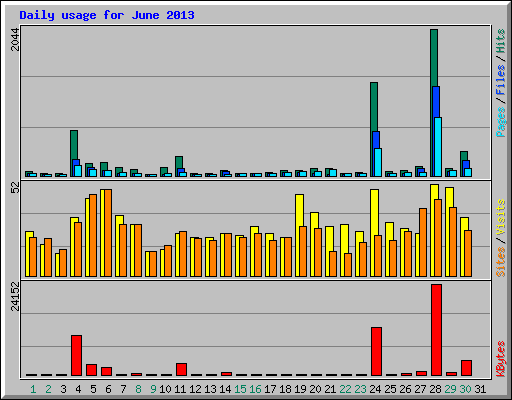 Daily usage for June 2013
2044
Pages / Files / Hits
52
Sites / Visits
24152
KBytes
1 2 3 4 5 6 7 8 9 10 11 12 13 14 15 16 17 18 19 20 21 22 23 24 25 26 27 28 29 30 31